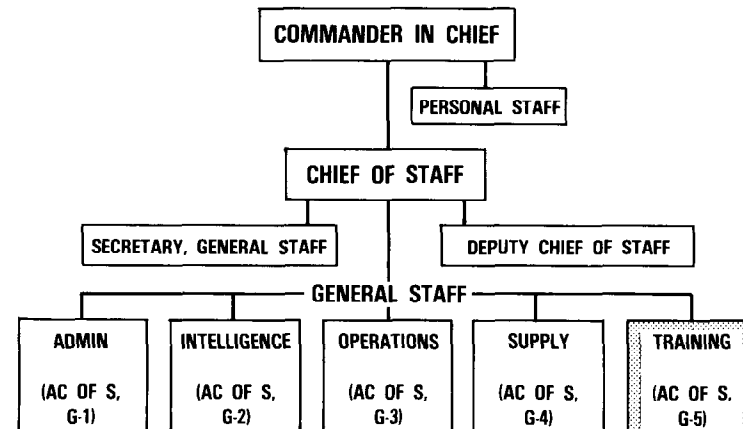 COMMANDER IN CHIEF
PERSONAL STAFF
CHIEF OF STAFF
SECRETARY, GENERAL STAFF
DEPUTY CHIEF OF STAFF
GENERAL STAFF
ADMIN
(AC OF S,
G-1)
INTELLIGENCE
(AC OF S,
G-2)
OPERATIONS
(AC OF S,
G-3)
SUPPLY
(AC OF S,
G-4)
TRAINING
(AC OF S,
G-5)